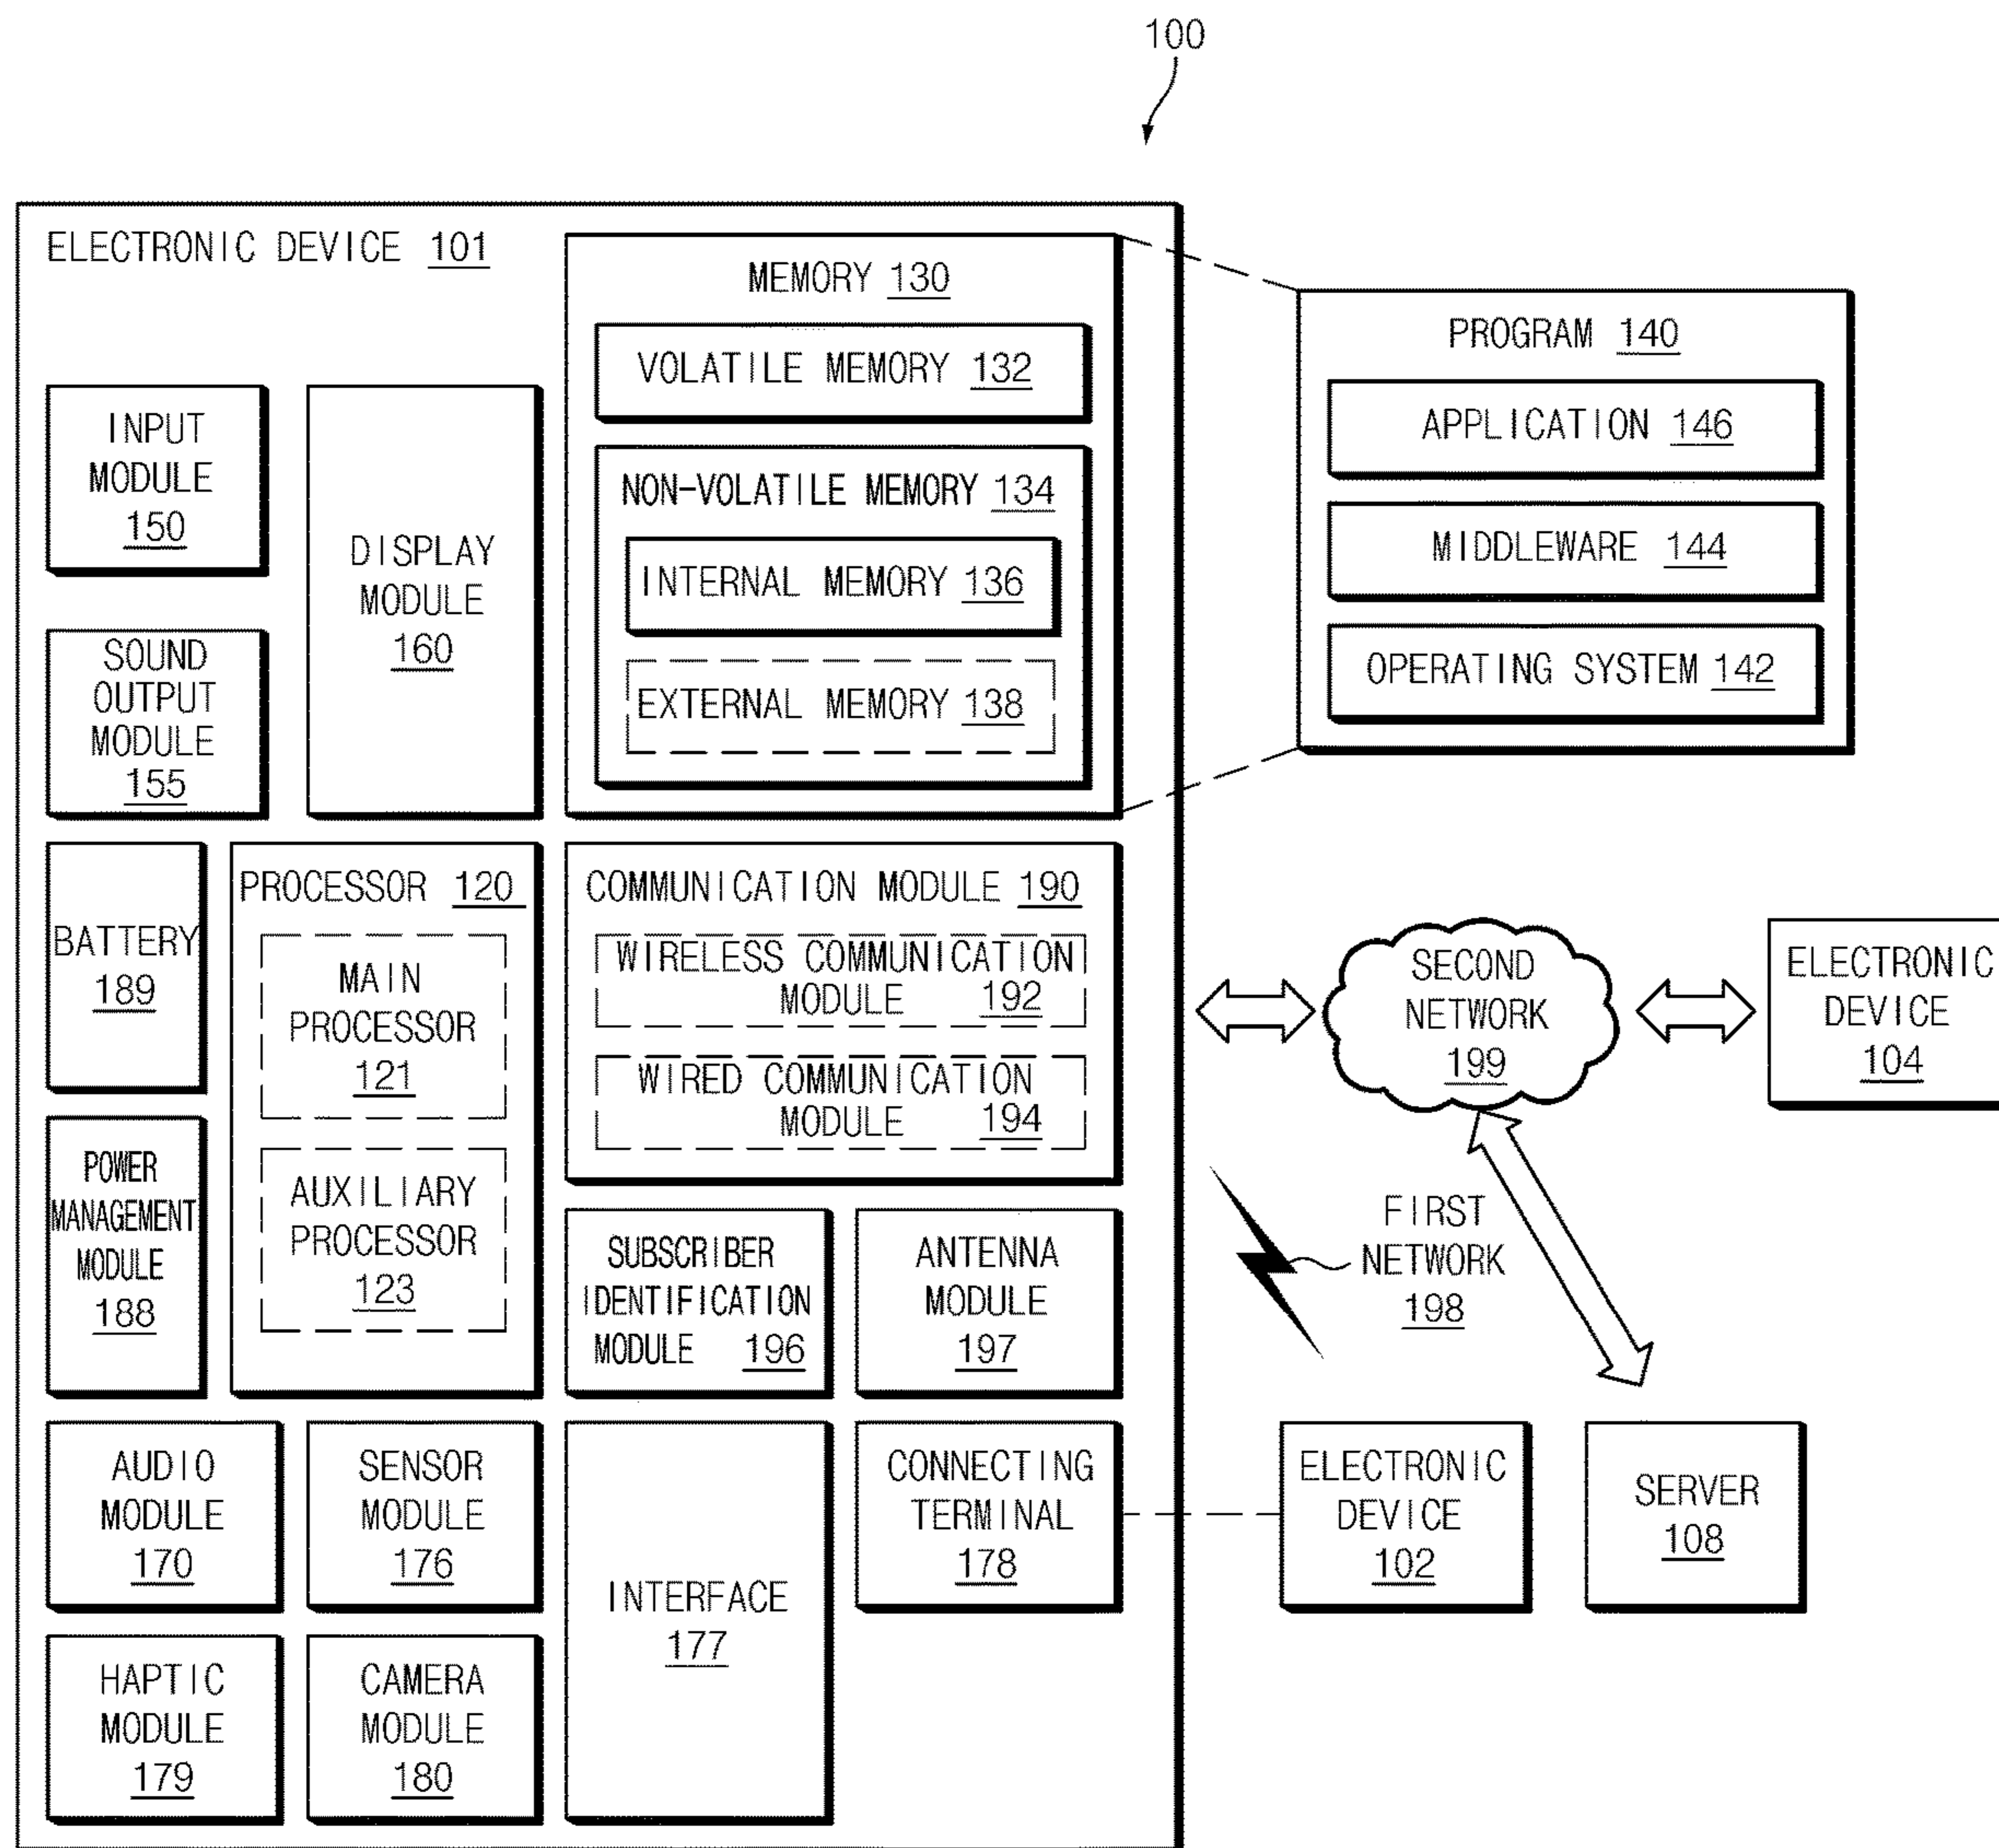 100
ELECTRONIC DEVICE 101
MEMORY 130
VOLATILE MEMORY 132
NON-VOLATILE MEMORY 134
INTERNAL MEMORY 136
EXTERNAL MEMORY 138
PROGRAM 140
APPLICATION 146
MIDDLEWARE 144
OPERATING SYSTEM 142
INPUT
MODULE
150
SOUND
OUTPUT
MODULE
155
DISPLAY
MODULE
160
BATTERY
189
POWER
MANAGEMENT
MODULE
188
PROCESSOR 120
MAIN
PROCESSOR
121
AUXILIARY
PROCESSOR
123
COMMUNICATION MODULE 190
WIRELESS COMMUNICATION
MODULE 192
WIRED COMMUNICATION
MODULE 194
SUBSCRIBER
IDENTIFICATION
MODULE 196
ANTENNA
MODULE
197
SECOND
NETWORK
199
ELECTRONIC
DEVICE
104
FIRST
NETWORK
198
AUDIO
MODULE
170
SENSOR
MODULE
176
INTERFACE
177
CONNECTING
TERMINAL
178
ELECTRONIC
DEVICE
102
SERVER
108
HAPTIC
MODULE
179
CAMERA
MODULE
180